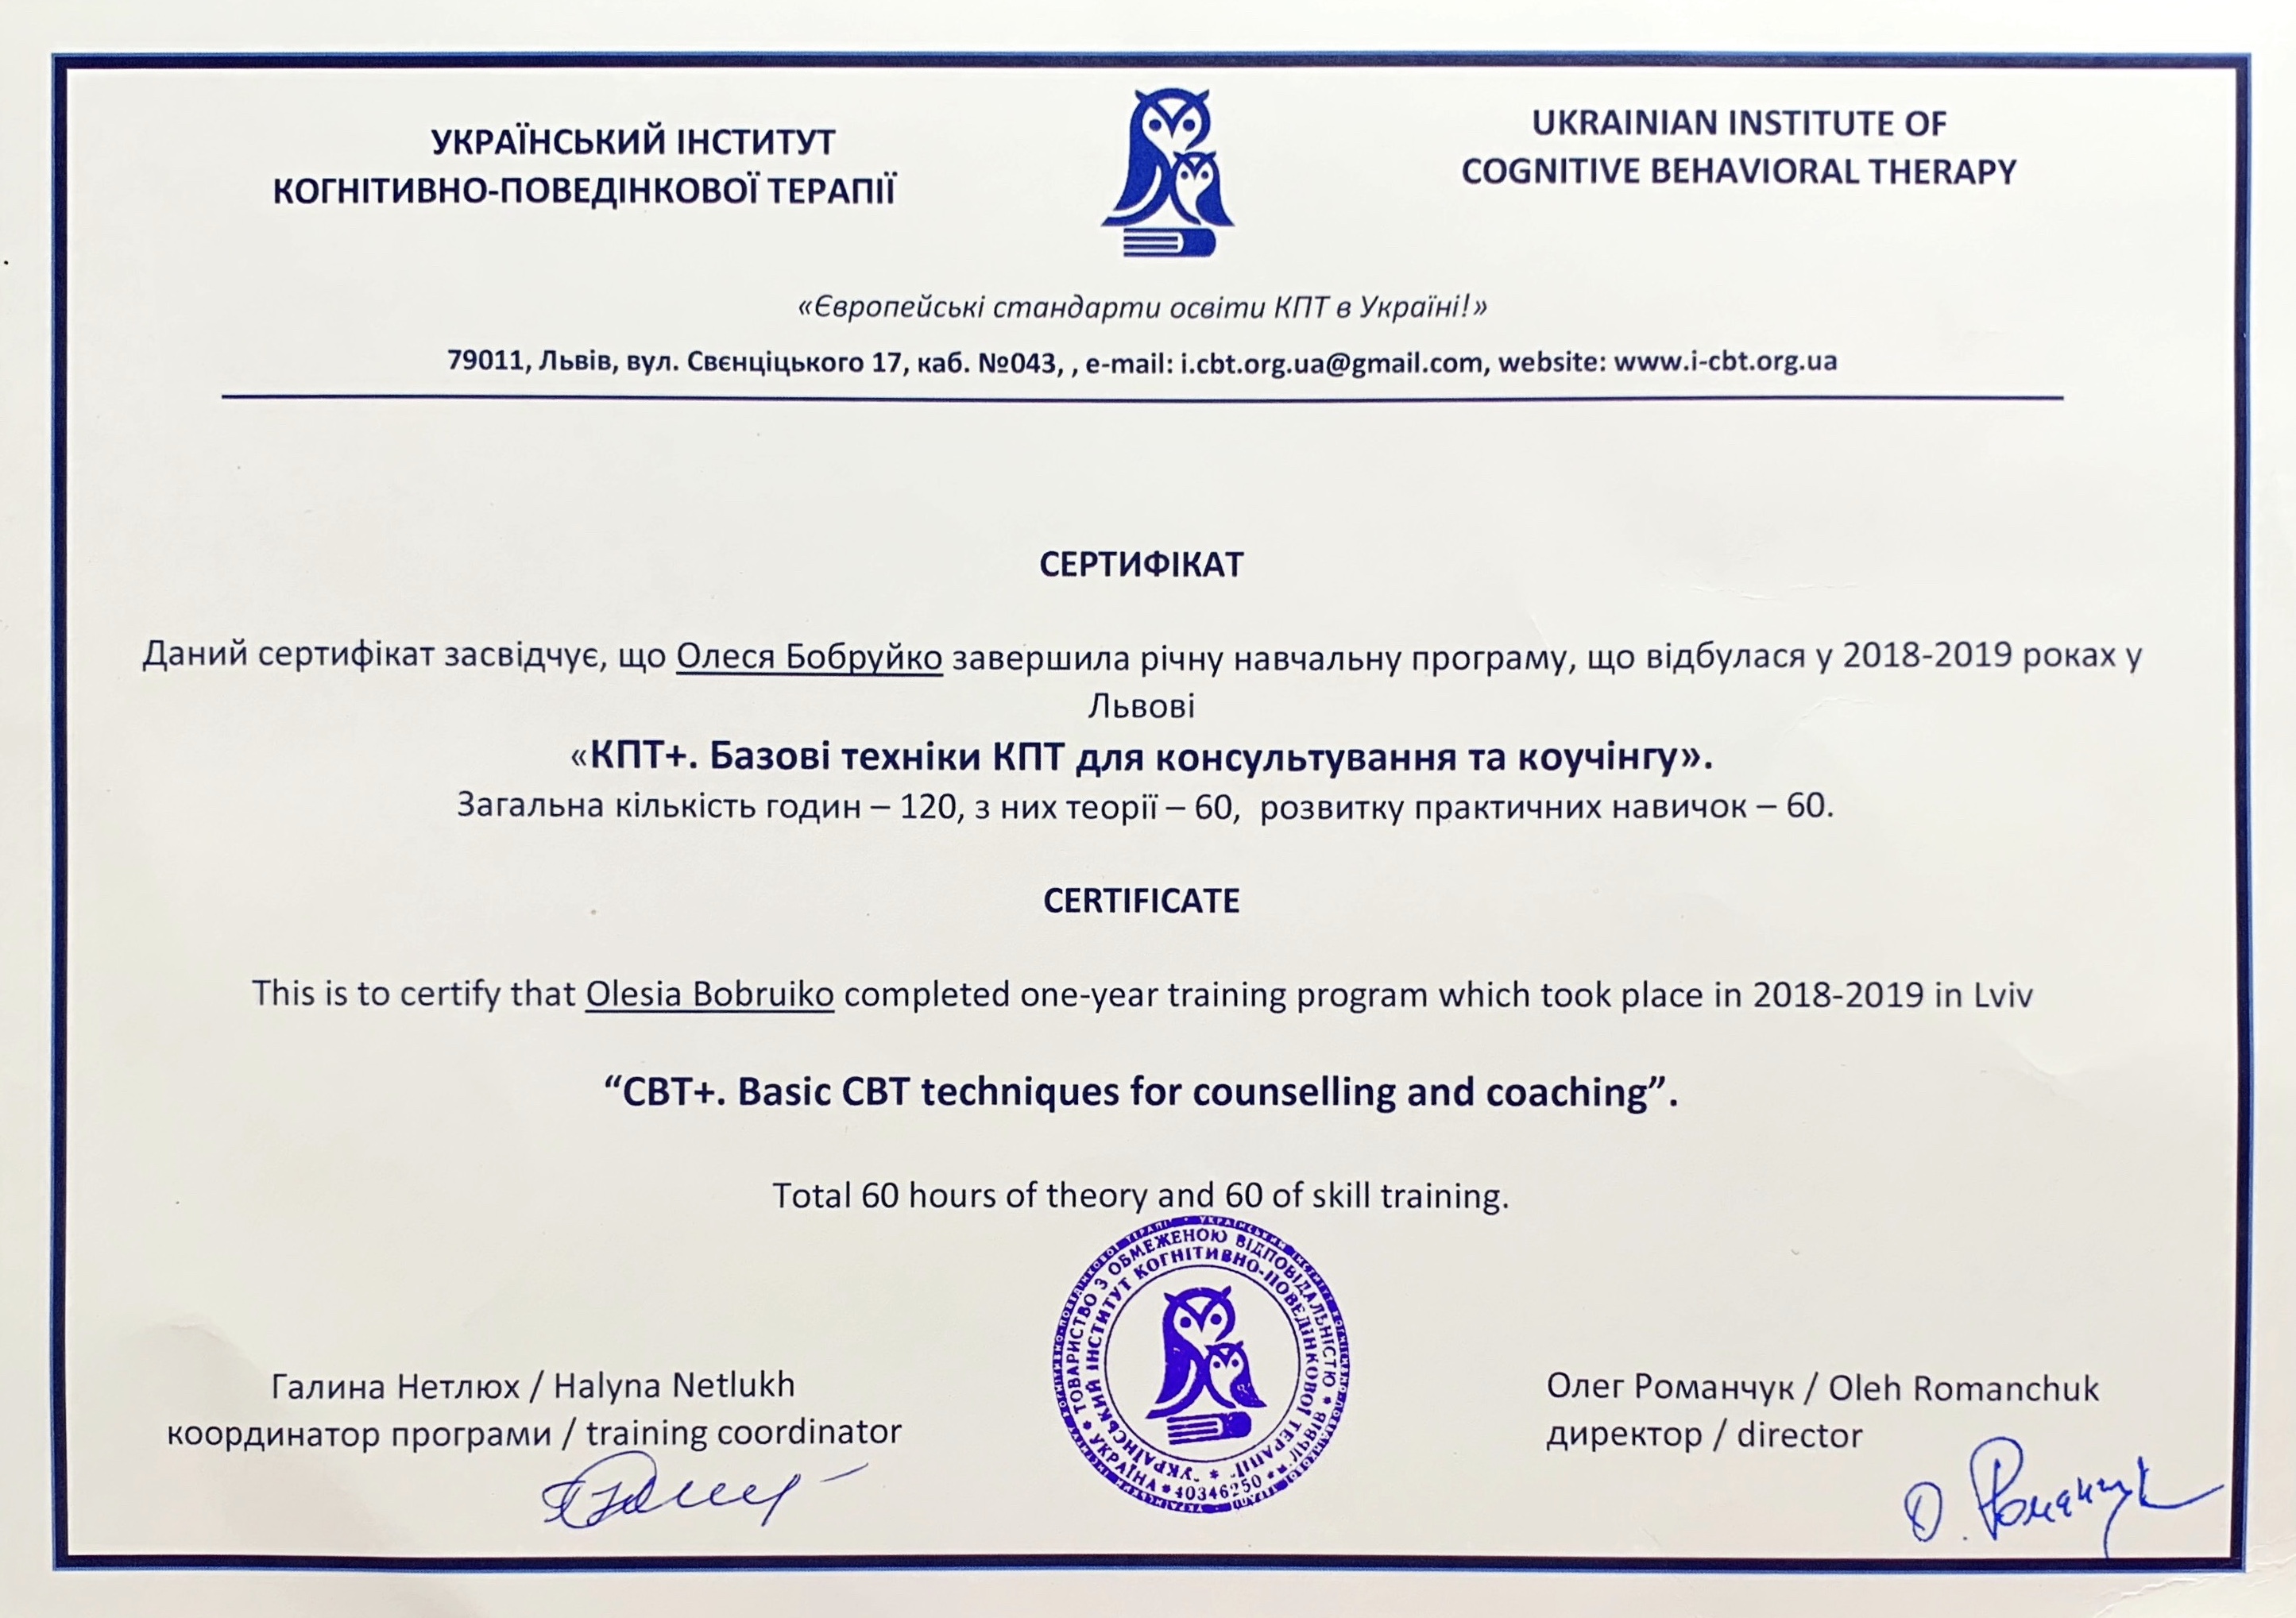 УКРАЇНСЬКИЙ ІНСТИТУТ
КОГНІТИВНО-ПОВЕДІНКОВОЇ ТЕРАПІЇ
UKRAINIAN INSTITUTE OF
COGNITIVE BEHAVIORAL THERAPY
«Європейські стандарти освіти КПТ в Україні!»
79011, Львів, вул. Свєнціцького 17, каб. №043, , e-mail: i.cbt.org.ua@gmail.com, website: www.i-cbt.org.ua
СЕРТИФІКАТ
Даний сертифікат засвідчує, що Олеся Бобруйко завершила річну навчальну програму, що відбулася у 2018-2019 роках у
Львові
«КПТ+. Базові техніки КПТ для консультування та коучінгу».
Загальна кількість годин – 120, з них теорії – 60, розвитку практичних навичок – 60.
CERTIFICATE
This is to certify that Olesia Bobruiko completed one-year training program which took place in 2018-2019 in Lviv
“CBT+. Basic CBT techniques for counselling and coaching”.
Total 60 hours of theory and 60 of skill training.
ТОВАРИСТВО З ОБМЕЖЕНОЮ ВІДПОВІДАЛЬНІСТЮ * М. ЛЬВІВ * 40346250 * УКРАЇНА *
"УКРАЇНСЬКИЙ ІНСТИТУТ КОГНІТИВНО-ПОВЕДІНКОВОЇ ТЕРАПІЇ" *
Галина Нетлюх / Halyna Netlukh
координатор програми / training coordinator
Олег Романчук / Oleh Romanchuk
директор / director
О. Романчук